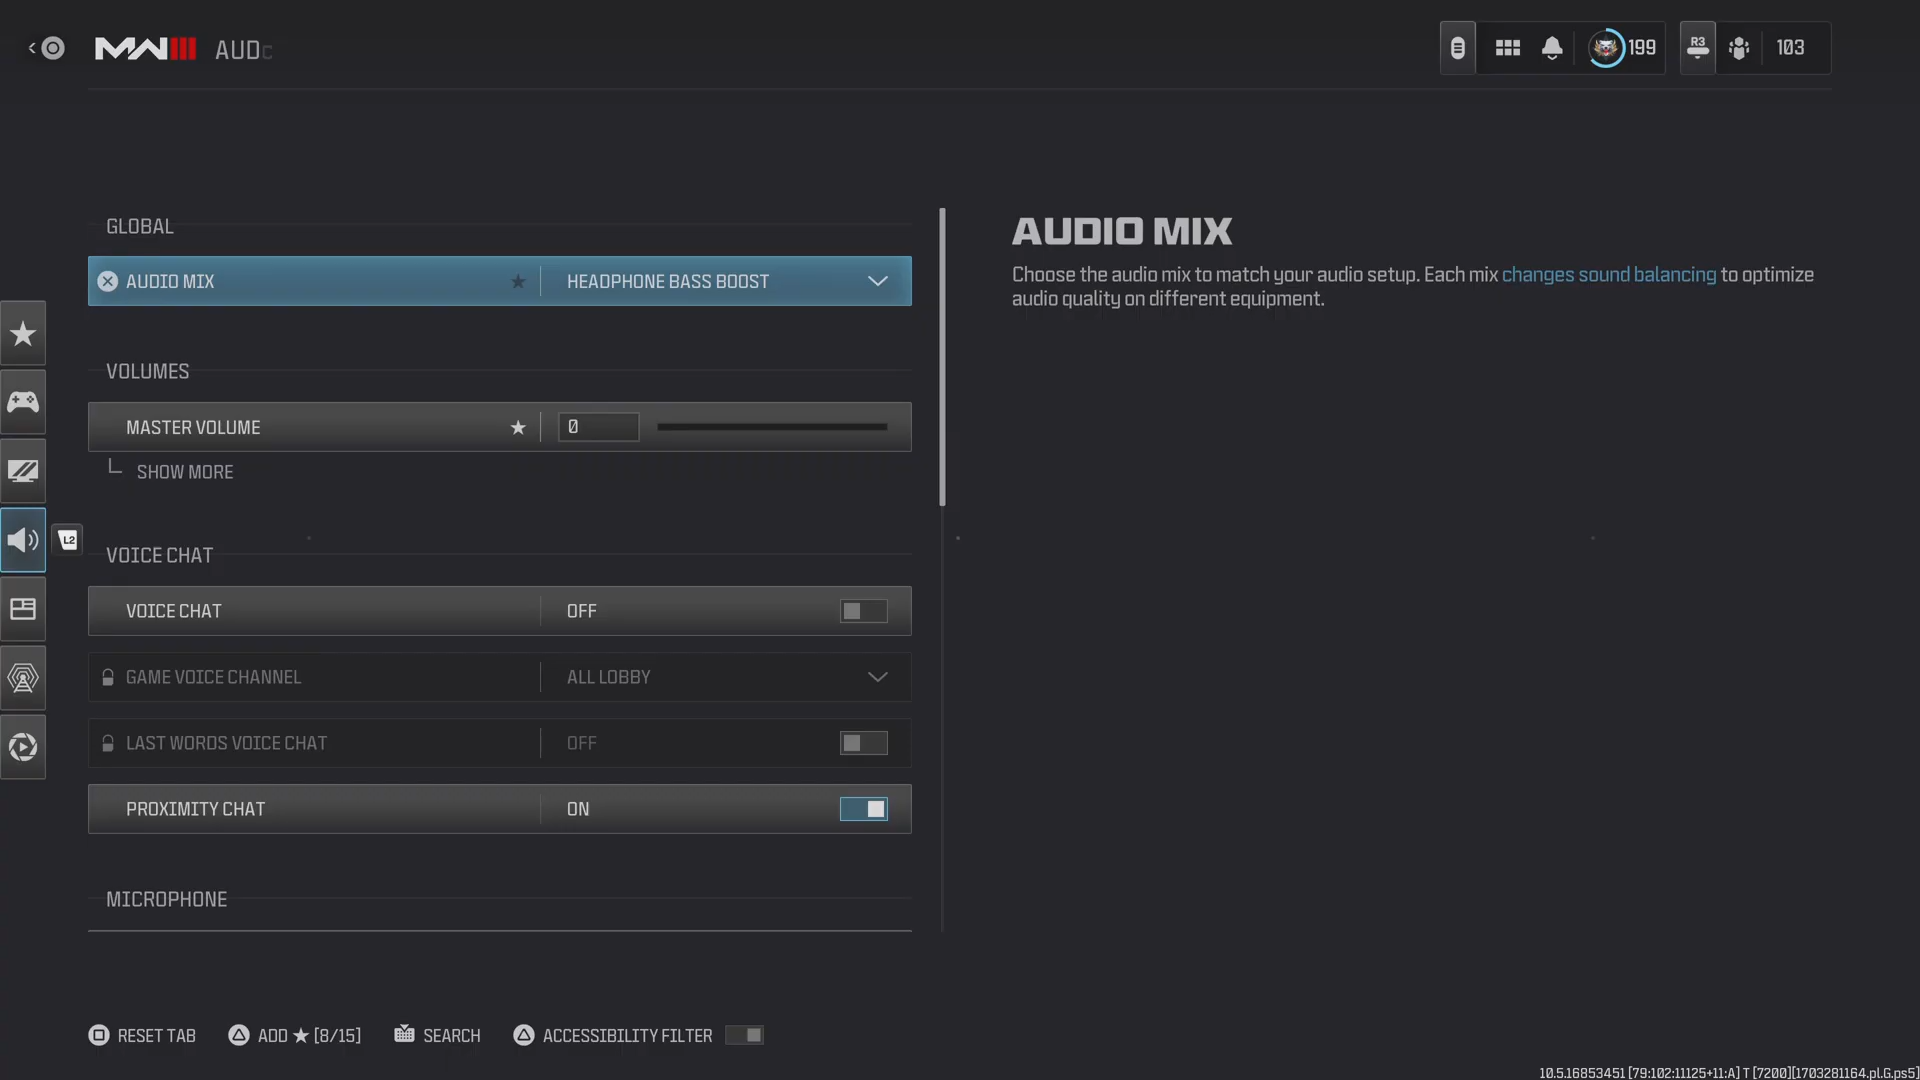 MWIII AUDC
199
R3
103
GLOBAL
AUDIO MIX
HEADPHONE BASS BOOST
VOLUMES
MASTER VOLUME
0
SHOW MORE
L2
VOICE CHAT
VOICE CHAT
OFF
GAME VOICE CHANNEL
ALL LOBBY
LAST WORDS VOICE CHAT
OFF
PROXIMITY CHAT
ON
MICROPHONE
AUDIO MIX
Choose the audio mix to match your audio setup. Each mix changes sound balancing to optimize
audio quality on different equipment.
RESET TAB
ADD ★ [8/15]
SEARCH
ACCESSIBILITY FILTER
10.5.16853451 [79:102:11125+11:A] T [7200][1703281164.pl.G.ps5]